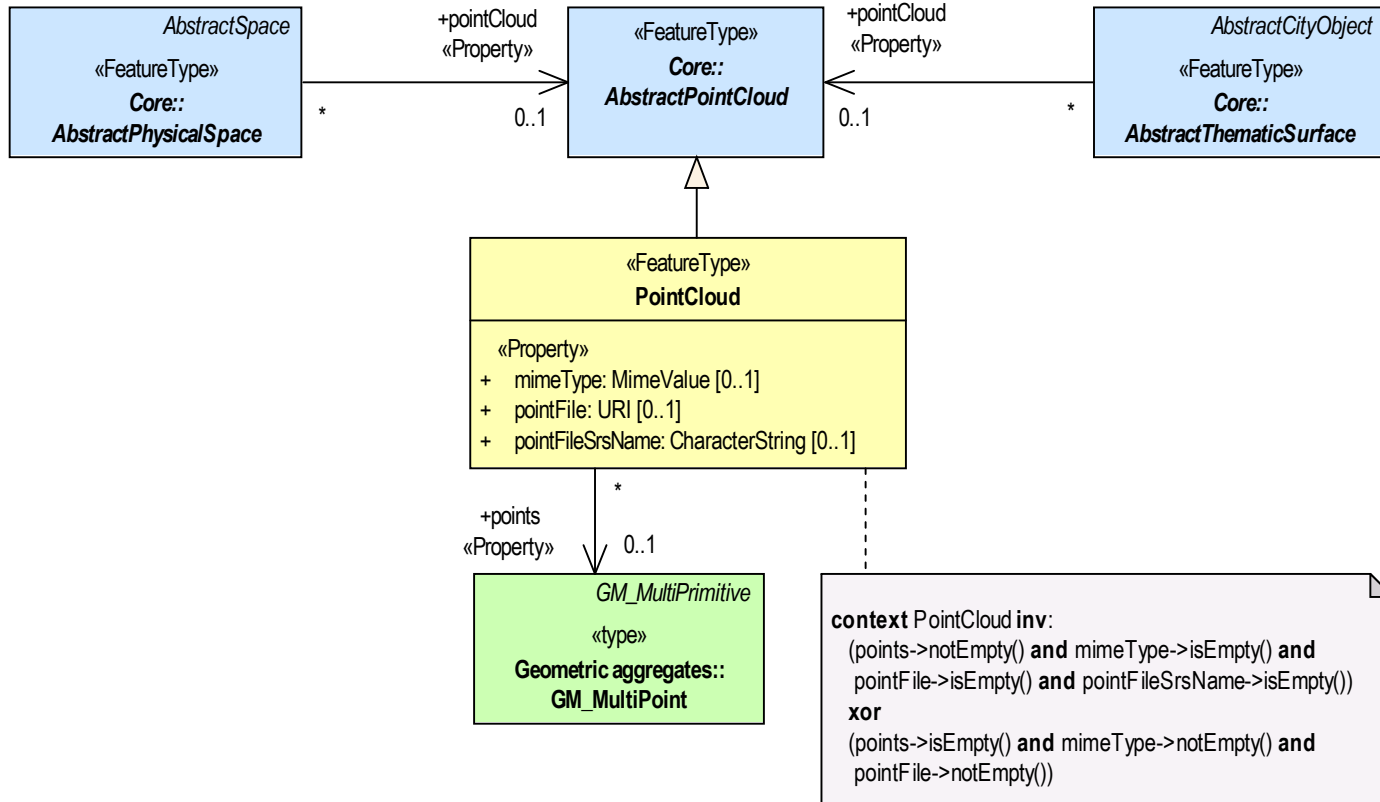 AbstractSpace
«FeatureType»
Core::
AbstractPhysicalSpace
+pointCloud
«Property»
*
0..1
«FeatureType»
Core::
AbstractPointCloud
+pointCloud
«Property»
0..1
*
AbstractCityObject
«FeatureType»
Core::
AbstractThematicSurface
«FeatureType»
PointCloud
«Property»
+ mimeType: MimeValue [0..1]
+ pointFile: URI [0..1]
+ pointFileSrsName: CharacterString [0..1]
*
+points
«Property»
0..1
GM_MultiPrimitive
«type»
Geometric aggregates::
GM_MultiPoint
context PointCloud inv:
(points->notEmpty() and mimeType->isEmpty() and
pointFile->isEmpty() and pointFileSrsName->isEmpty())
xor
(points->isEmpty() and mimeType->notEmpty() and
pointFile->notEmpty())